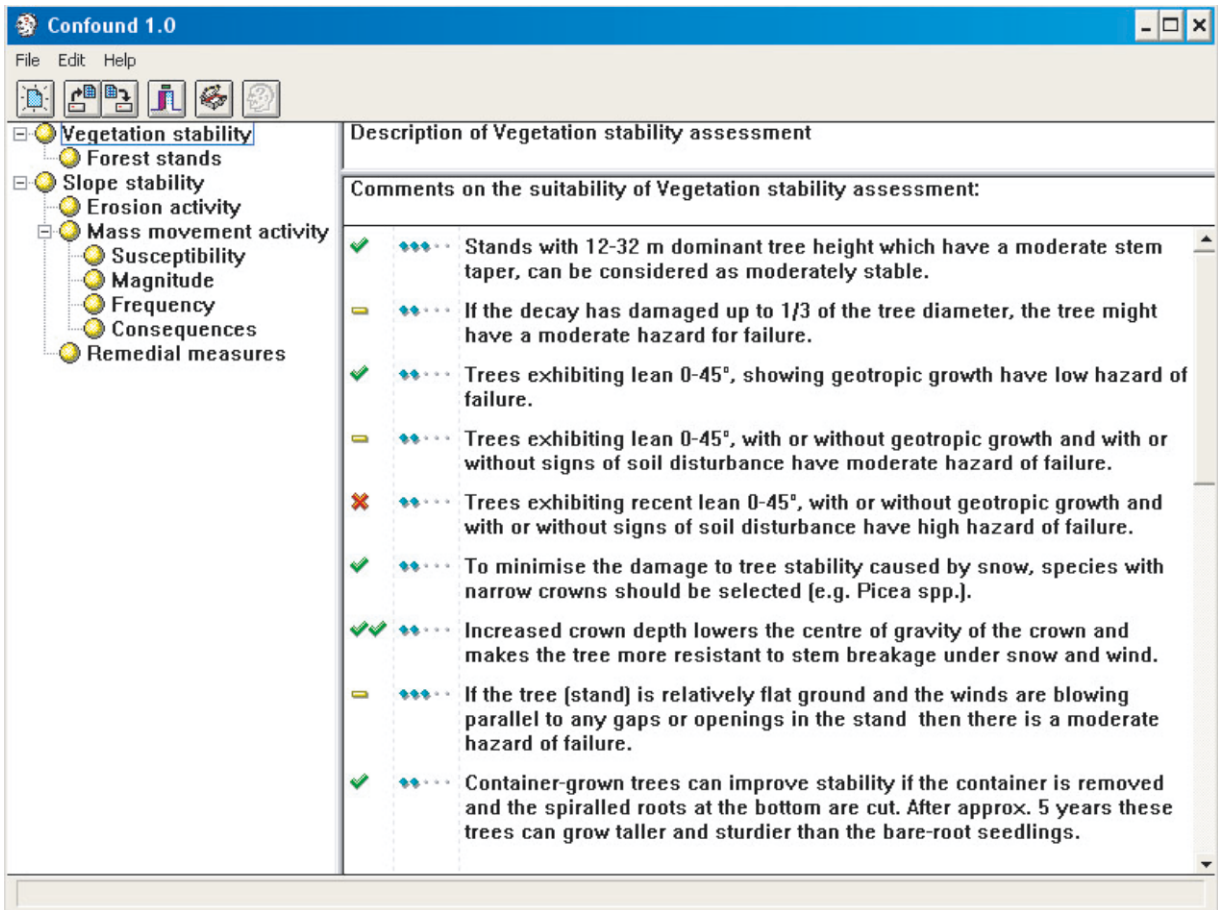 Confound 1.0
File Edit Help
Vegetation stability
Forest stands
Slope stability
Erosion activity
Mass movement activity
Susceptibility
Magnitude
Frequency
Consequences
Remedial measures
Description of Vegetation stability assessment
Comments on the suitability of Vegetation stability assessment:
Stands with 12-32 m dominant tree height which have a moderate stem
taper, can be considered as moderately stable.
If the decay has damaged up to 1/3 of the tree diameter, the tree might
have a moderate hazard for failure.
Trees exhibiting lean 0-45°, showing geotropic growth have low hazard of
failure.
Trees exhibiting lean 0-45°, with or without geotropic growth and with or
without signs of soil disturbance have moderate hazard of failure.
Trees exhibiting recent lean 0-45°, with or without geotropic growth and
with or without signs of soil disturbance have high hazard of failure.
To minimise the damage to tree stability caused by snow, species with
narrow crowns should be selected (e.g. Picea spp.).
Increased crown depth lowers the centre of gravity of the crown and
makes the tree more resistant to stem breakage under snow and wind.
If the tree (stand) is relatively flat ground and the winds are blowing
parallel to any gaps or openings in the stand then there is a moderate
hazard of failure.
Container-grown trees can improve stability if the container is removed
and the spiralled roots at the bottom are cut. After approx. 5 years these
trees can grow taller and sturdier than the bare-root seedlings.